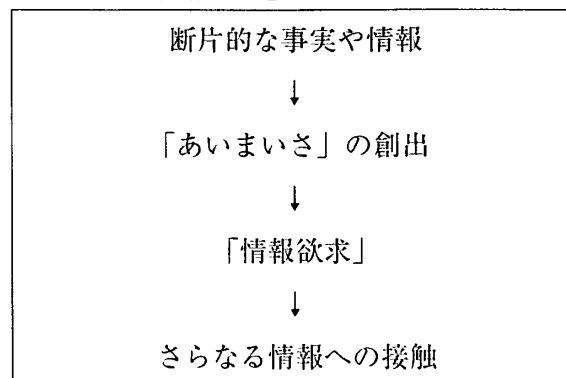 断片的な事実や情報
↓
「あいまいさ」の創出
↓
「情報欲求」
↓
さらなる情報への接触